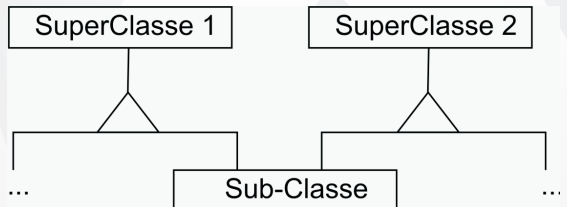 SuperClasse 1
SuperClasse 2
...
Sub-Classe
...